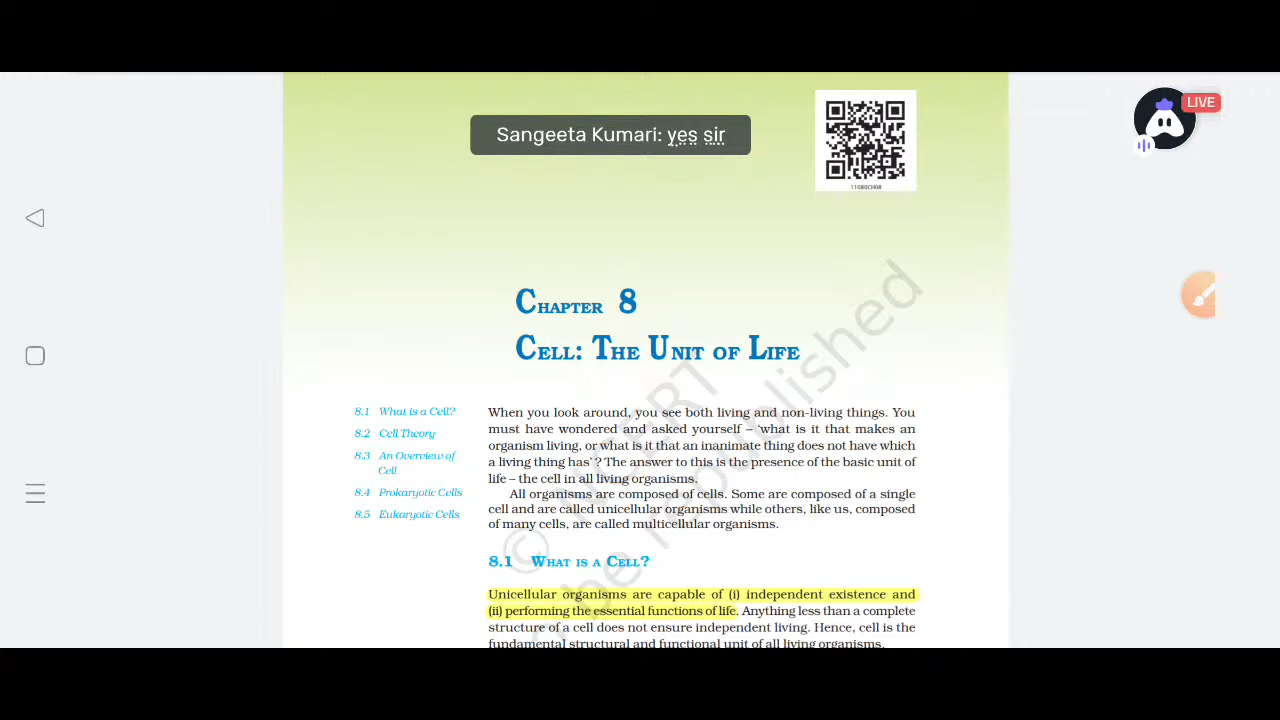 LIVE
Sangeeta Kumari: yes sir
11080CH08
CHAPTER 8
CELL: THE UNIT OF LIFE
8.1 What is a Cell?
8.2 Cell Theory
8.3 An Overview of
Cell
8.4 Prokaryotic Cells
8.5 Eukaryotic Cells
When you look around, you see both living and non-living things. You
must have wondered and asked yourself – ‘what is it that makes an
organism living, or what is it that an inanimate thing does not have which
a living thing has’ ? The answer to this is the presence of the basic unit of
life – the cell in all living organisms.
All organisms are composed of cells. Some are composed of a single
cell and are called unicellular organisms while others, like us, composed
of many cells, are called multicellular organisms.
8.1 WHAT IS A CELL?
Unicellular organisms are capable of (i) independent existence and
(ii) performing the essential functions of life. Anything less than a complete
structure of a cell does not ensure independent living. Hence, cell is the
fundamental structural and functional unit of all living organisms.
© NCERT
be republished